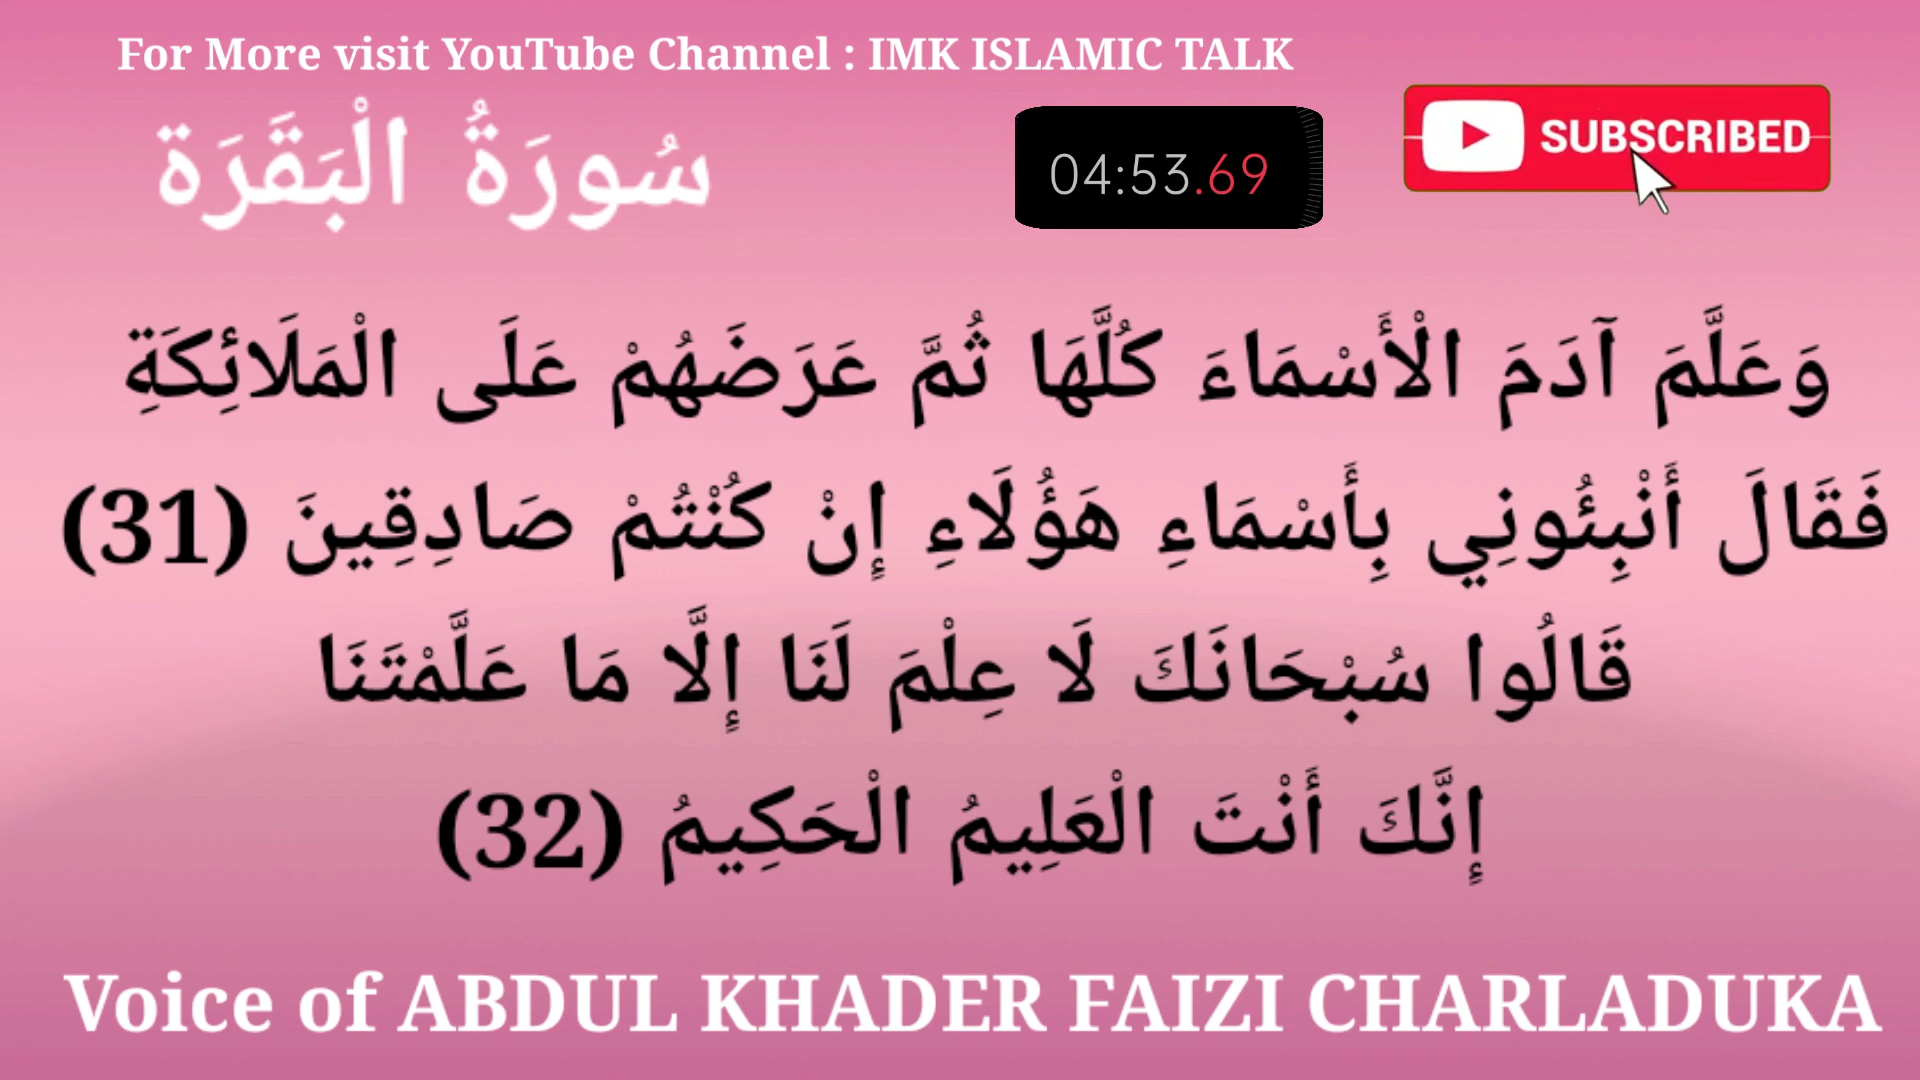 For More visit YouTube Channel : IMK ISLAMIC TALK
سُورَةُ الْبَقَرَة
04:53.69
SUBSCRIBED
وَعَلَّمَ آدَمَ الْأَسْمَاءَ كُلَّهَا ثُمَّ عَرَضَهُمْ عَلَى الْمَلَائِكَةِ
فَقَالَ أَنْبِئُونِي بِأَسْمَاءِ هَؤُلَاءِ إِنْ كُنْتُمْ صَادِقِينَ (31)
قَالُوا سُبْحَانَكَ لَا عِلْمَ لَنَا إِلَّا مَا عَلَّمْتَنَا
إِنَّكَ أَنْتَ الْعَلِيمُ الْحَكِيمُ (32)
Voice of ABDUL KHADER FAIZI CHARLADUKA